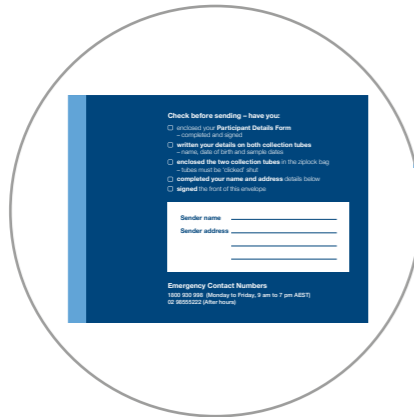 Check before sending – have you:
enclosed your Participant Details Form
– completed and signed
written your details on both collection tubes
– name, date of birth and sample dates
enclosed the two collection tubes in the ziplock bag
– tubes must be 'clicked' shut
completed your name and address details below
signed the front of this envelope
Sender name
Sender address
Emergency Contact Numbers
1800 930 998 (Monday to Friday, 9 am to 7 pm AEST)
02 98555222 (After hours)